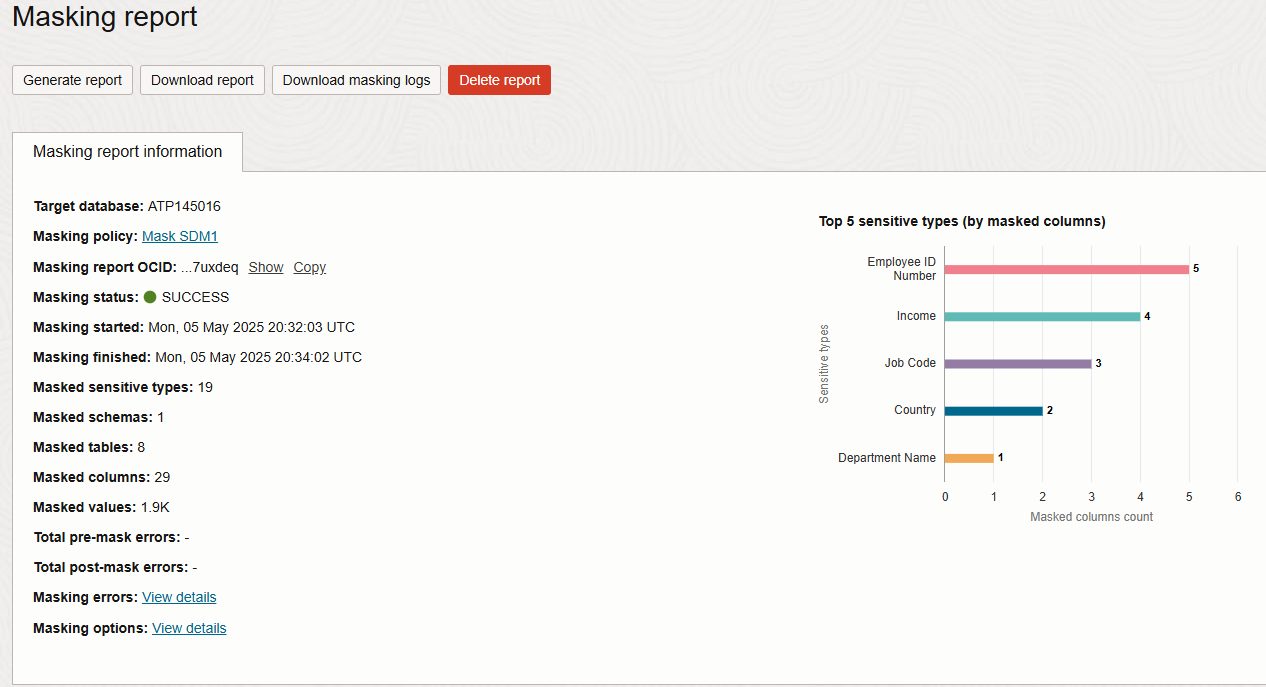 Masking report
Generate report
Download report
Download masking logs
Delete report
Masking report information
Target database: ATP145016
Masking policy: Mask SDM1
Masking report OCID: ...7uxdeq Show Copy
Masking status: SUCCESS
Masking started: Mon, 05 May 2025 20:32:03 UTC
Masking finished: Mon, 05 May 2025 20:34:02 UTC
Masked sensitive types: 19
Masked schemas: 1
Masked tables: 8
Masked columns: 29
Masked values: 1.9K
Total pre-mask errors: -
Total post-mask errors: -
Masking errors: View details
Masking options: View details
Top 5 sensitive types (by masked columns)
Sensitive types
Employee ID
Number
5
Income
4
Job Code
3
Country
2
Department Name
1
0 1 2 3 4 5 6
Masked columns count